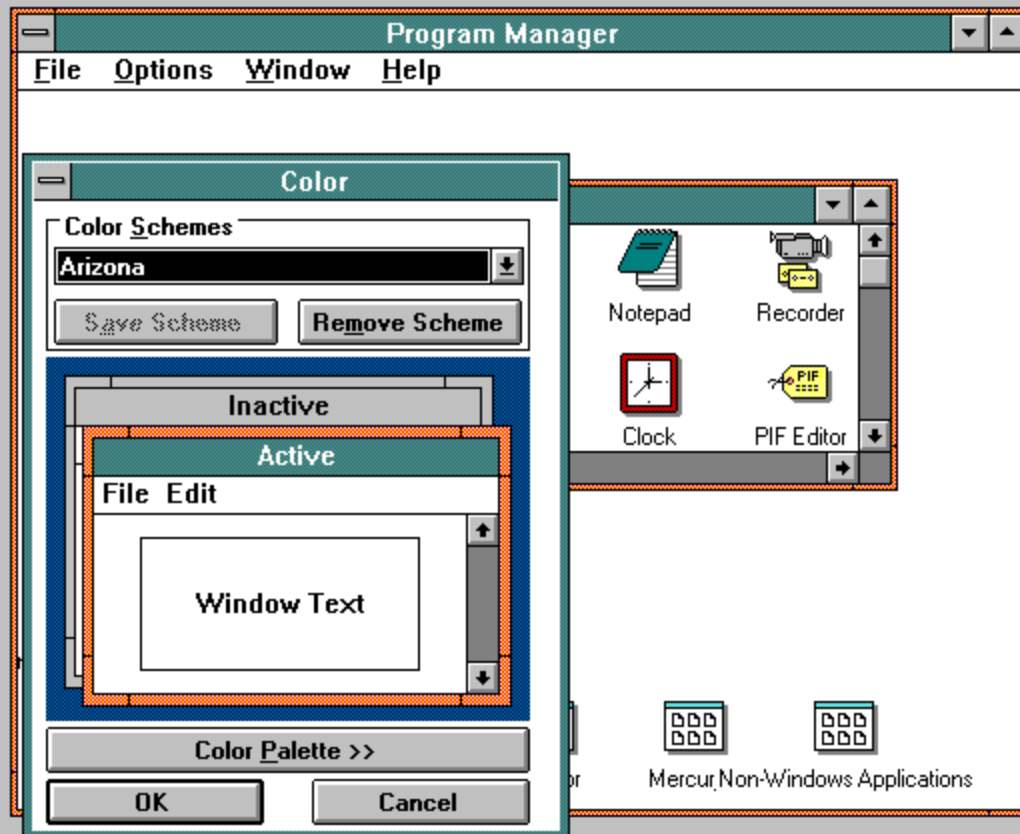 Program Manager
File Options Window Help
Color
Color Schemes
Arizona
Save Scheme Remove Scheme
Inactive
Active
File Edit
Window Text
Color Palette >>
OK Cancel
Notepad Recorder
PIF
Clock PIF Editor
Non-Windows Applications